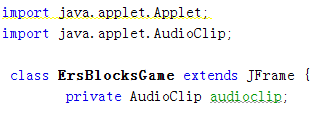 import java.applet.Applet;
import java.applet.AudioClip;
class ErsBlocksGame extends JFrame {
private AudioClip audioclip;